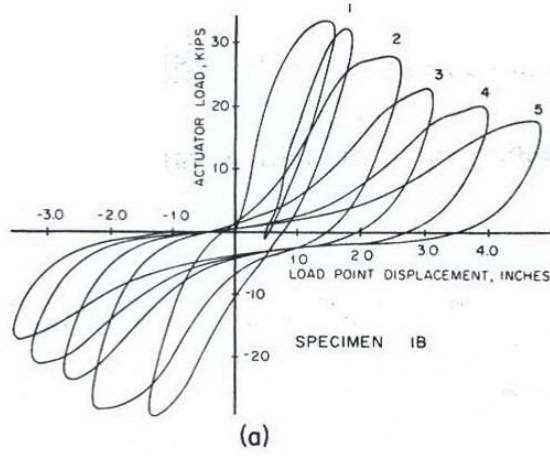 ACTUATOR LOAD, KIPS
30
20
10
-10
-20
1
2
3
4
5
-3.0 -2.0 -1.0
1.0 2.0 3.0 4.0
LOAD POINT DISPLACEMENT, INCHES
SPECIMEN 1B
(a)